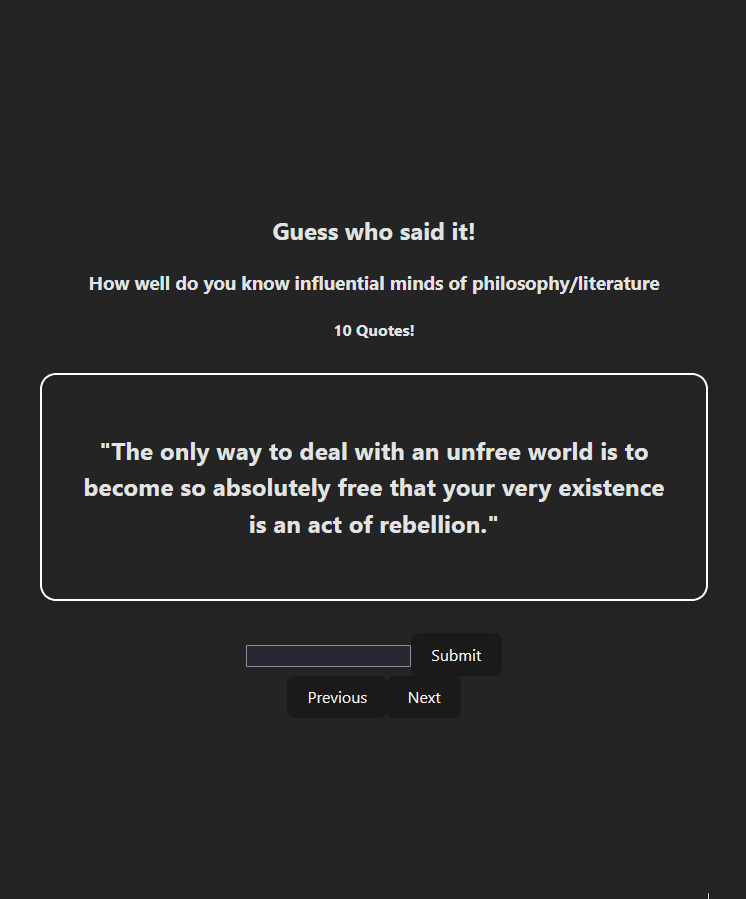 Guess who said it!
How well do you know influential minds of philosophy/literature
10 Quotes!
"The only way to deal with an unfree world is to
become so absolutely free that your very existence
is an act of rebellion."
Submit
Previous
Next